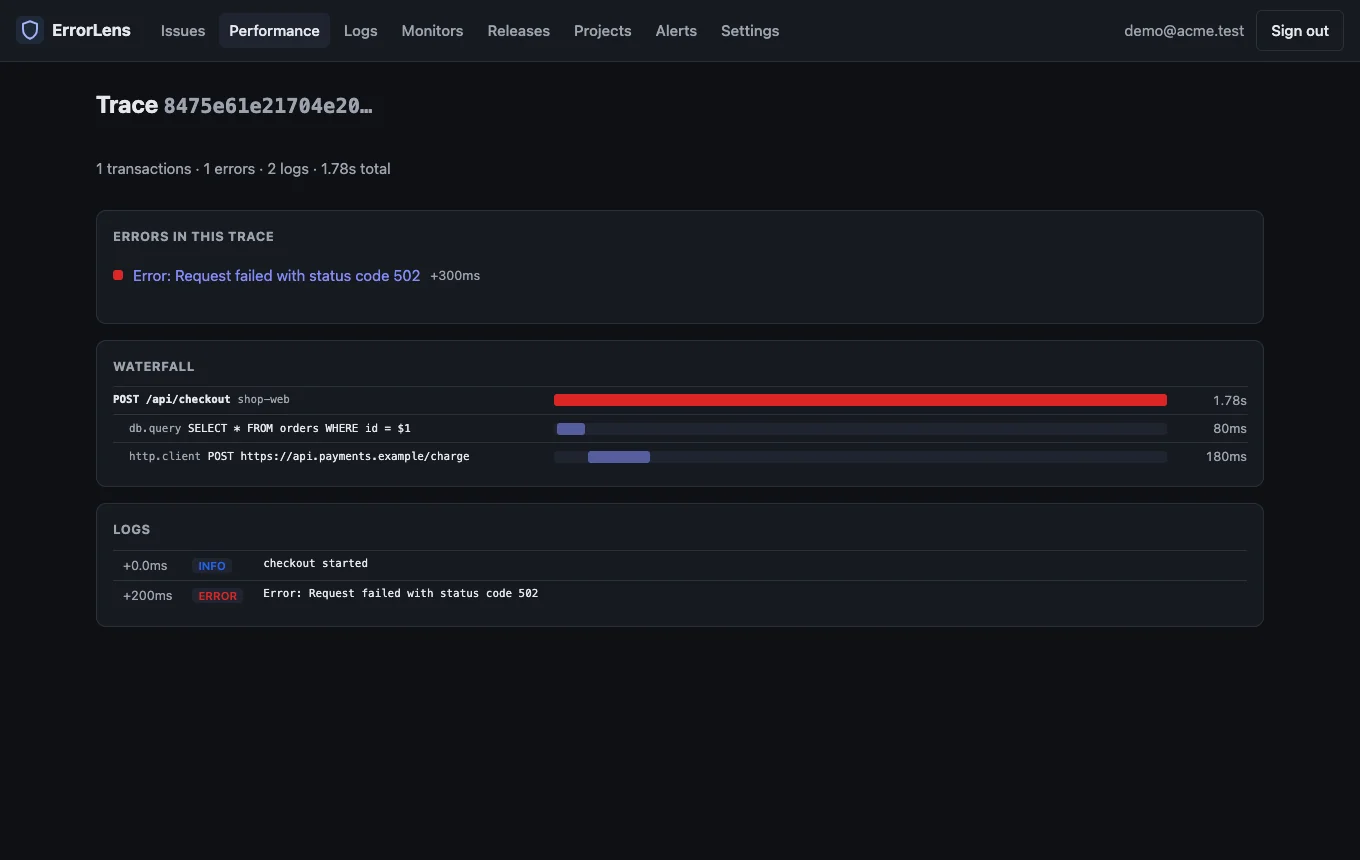 ErrorLens Issues Performance Logs Monitors Releases Projects Alerts Settings demo@acme.test Sign out
Trace 8475e61e21704e20…
1 transactions · 1 errors · 2 logs · 1.78s total
ERRORS IN THIS TRACE
Error: Request failed with status code 502 +300ms
WATERFALL
POST /api/checkout shop-web 1.78s
db.query SELECT * FROM orders WHERE id = $1 80ms
http.client POST https://api.payments.example/charge 180ms
LOGS
+0.0ms INFO checkout started
+200ms ERROR Error: Request failed with status code 502